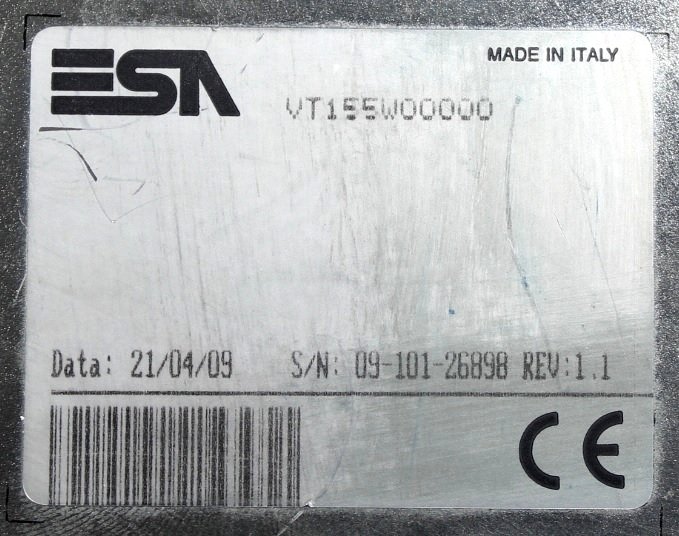 ESA
MADE IN ITALY
VT155W00000
Data: 21/04/09 S/N: 09-101-26898 REV:1.1
CE